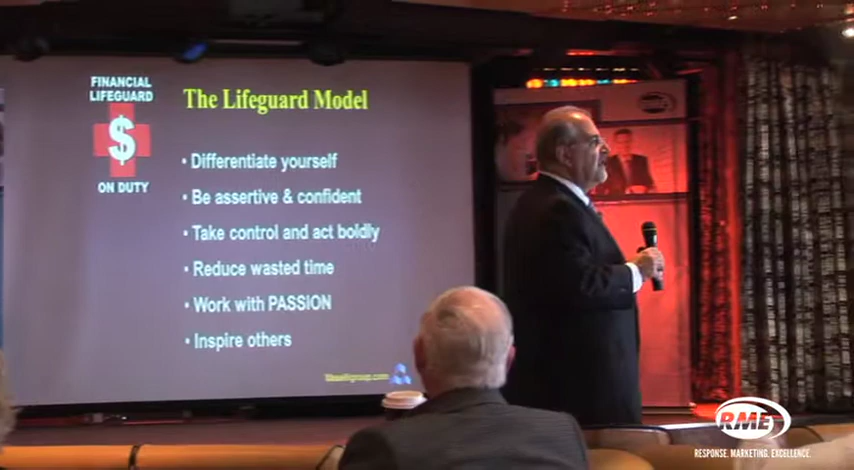 FINANCIAL
LIFEGUARD
$
ON DUTY
The Lifeguard Model
• Differentiate yourself
• Be assertive & confident
• Take control and act boldly
• Reduce wasted time
• Work with PASSION
• Inspire others
RME
RESPONSE. MARKETING. EXCELLENCE.